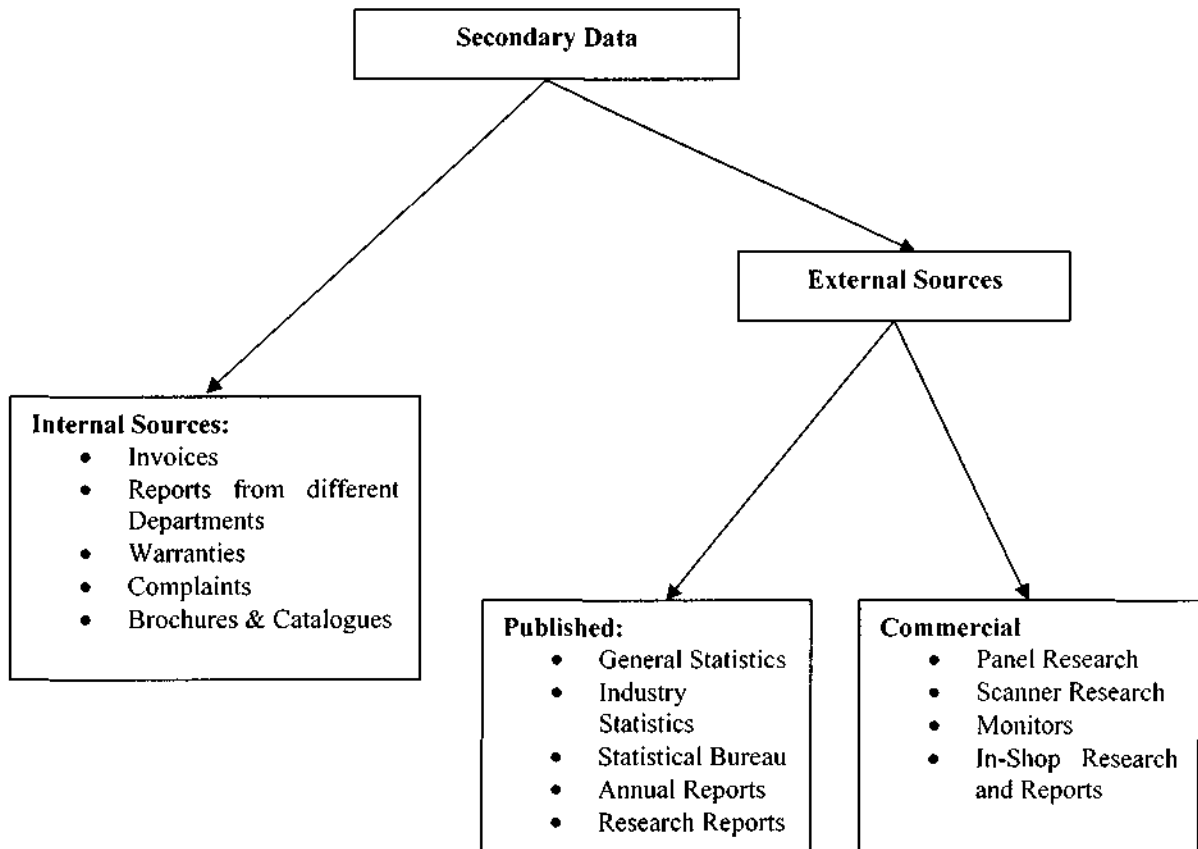 Secondary Data
External Sources
Internal Sources:
• Invoices
• Reports from different
Departments
• Warranties
• Complaints
• Brochures & Catalogues
Published:
• General Statistics
• Industry
Statistics
• Statistical Bureau
• Annual Reports
• Research Reports
Commercial
• Panel Research
• Scanner Research
• Monitors
• In-Shop Research
and Reports